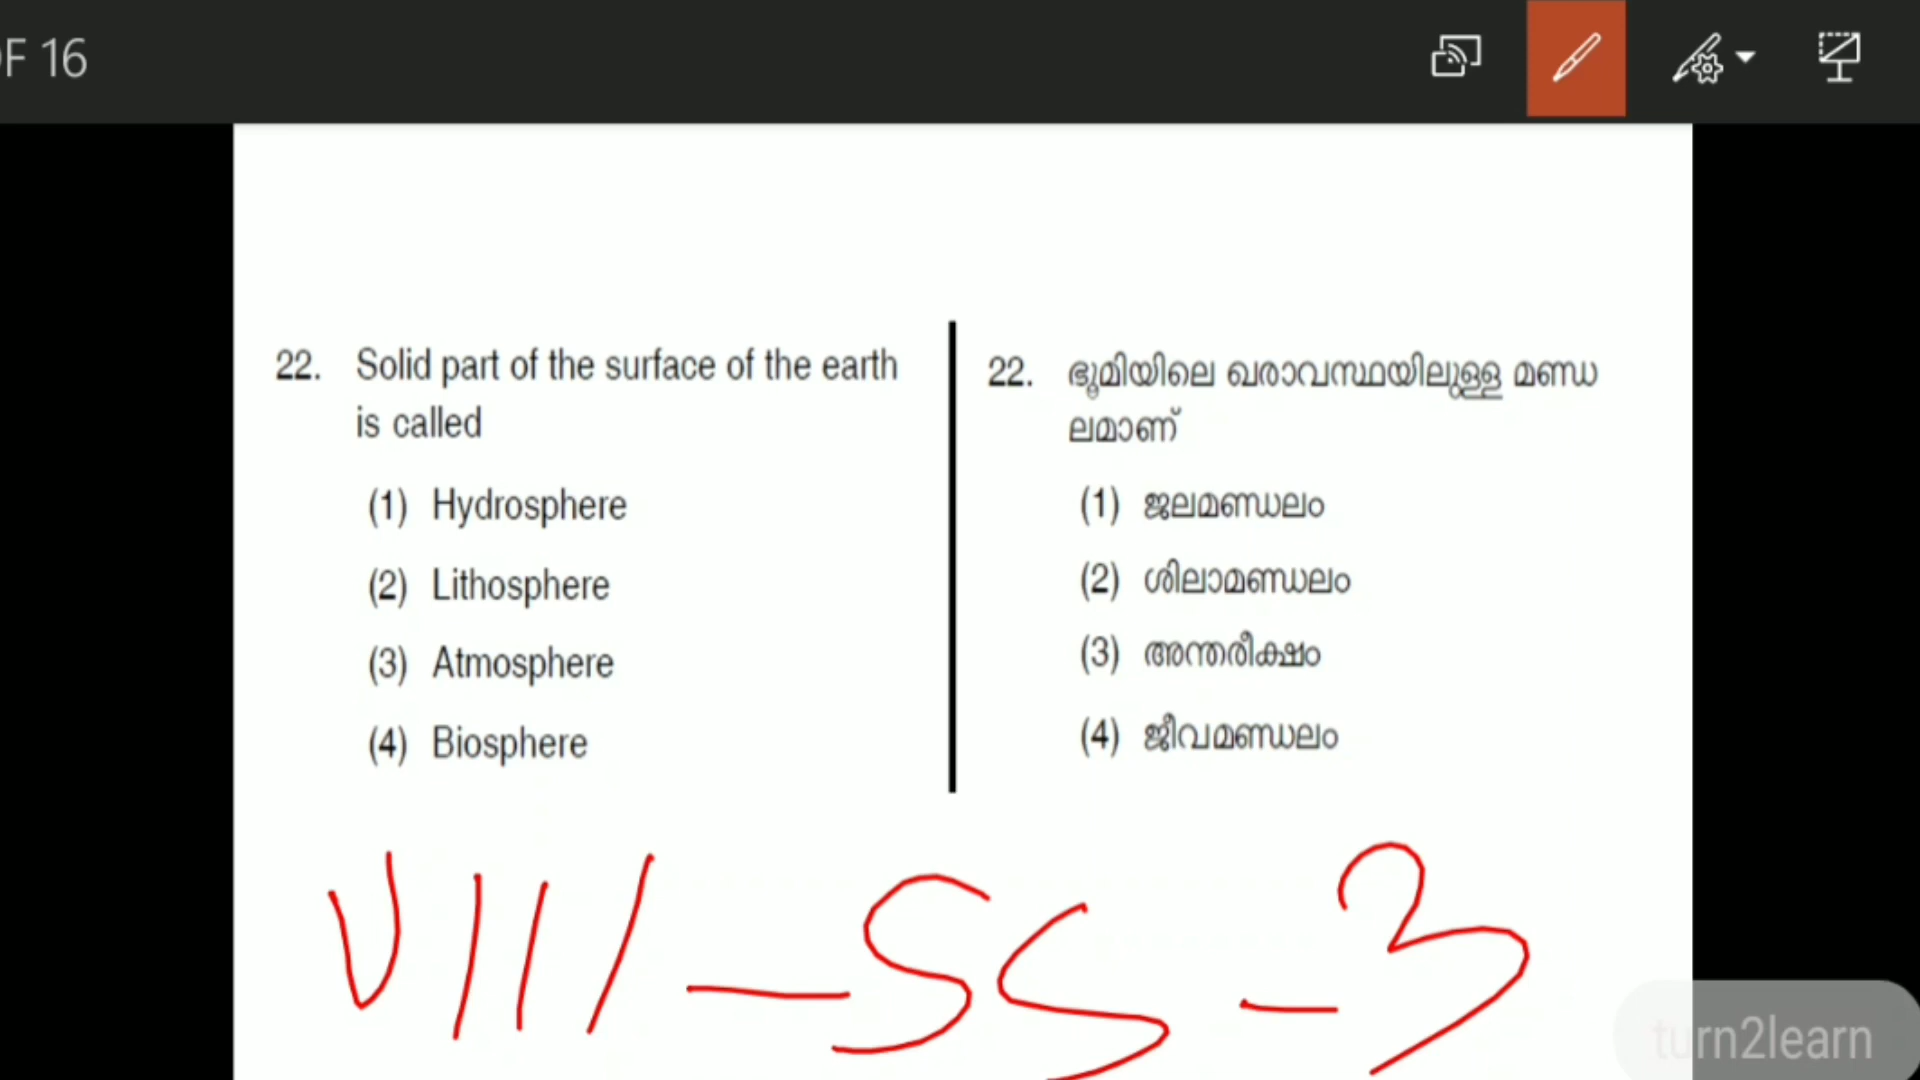 F 16
22. Solid part of the surface of the earth
is called
(1) Hydrosphere
(2) Lithosphere
(3) Atmosphere
(4) Biosphere
22. ഭൂമിയിലെ ഖരാവസ്ഥയിലുള്ള മണ്ഡ
ലമാണ്
(1) ജലമണ്ഡലം
(2) ശിലാമണ്ഡലം
(3) അന്തരീക്ഷം
(4) ജീവമണ്ഡലം
VIII - SS - 3
turn2learn